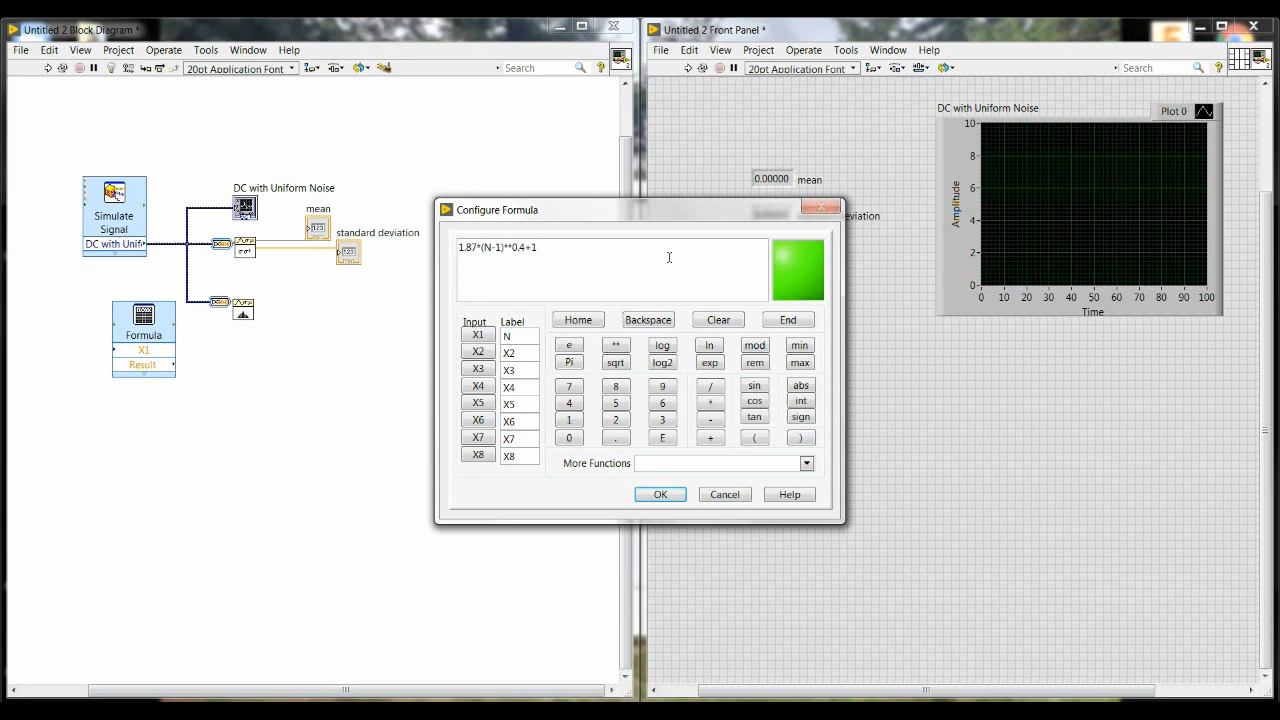 Untitled 2 Block Diagram *
File Edit View Project Operate Tools Window Help
20pt Application Font
Search
?
2
Simulate
Signal
DC with Unif
DC with Uniform Noise
mean
123
standard deviation
123
Formula
X1
Result
Untitled 2 Front Panel *
File Edit View Project Operate Tools Window Help
20pt Application Font
Search
?
2
0.00000 mean
DC with Uniform Noise
Plot 0
Amplitude
10
8
6
4
2
0
0 10 20 30 40 50 60 70 80 90 100
Time
Configure Formula
1.87*(N-1)**0.4+1
Input Label
X1 N
X2 X2
X3 X3
X4 X4
X5 X5
X6 X6
X7 X7
X8 X8
Home Backspace Clear End
e ** log ln mod min
Pi sqrt log2 exp rem max
7 8 9 / sin abs
4 5 6 * cos int
1 2 3 - tan sign
0 . E + ( )
More Functions
OK Cancel Help